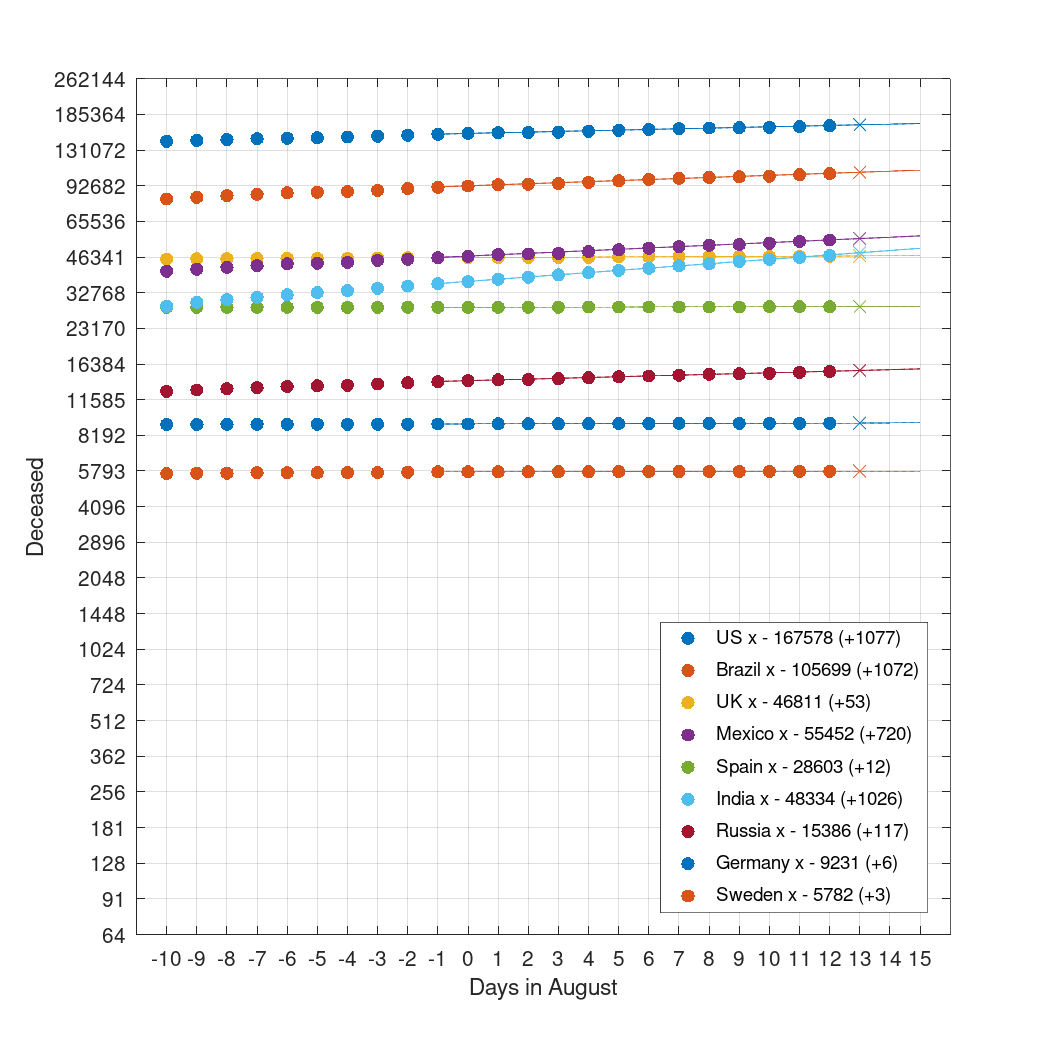 262144
185364
131072
92682
65536
46341
32768
23170
16384
11585
8192
5793
4096
2896
2048
1448
1024
724
512
362
256
181
128
91
64
Deceased
US x - 167578 (+1077)
Brazil x - 105699 (+1072)
UK x - 46811 (+53)
Mexico x - 55452 (+720)
Spain x - 28603 (+12)
India x - 48334 (+1026)
Russia x - 15386 (+117)
Germany x - 9231 (+6)
Sweden x - 5782 (+3)
-10 -9 -8 -7 -6 -5 -4 -3 -2 -1 0 1 2 3 4 5 6 7 8 9 10 11 12 13 14 15
Days in August